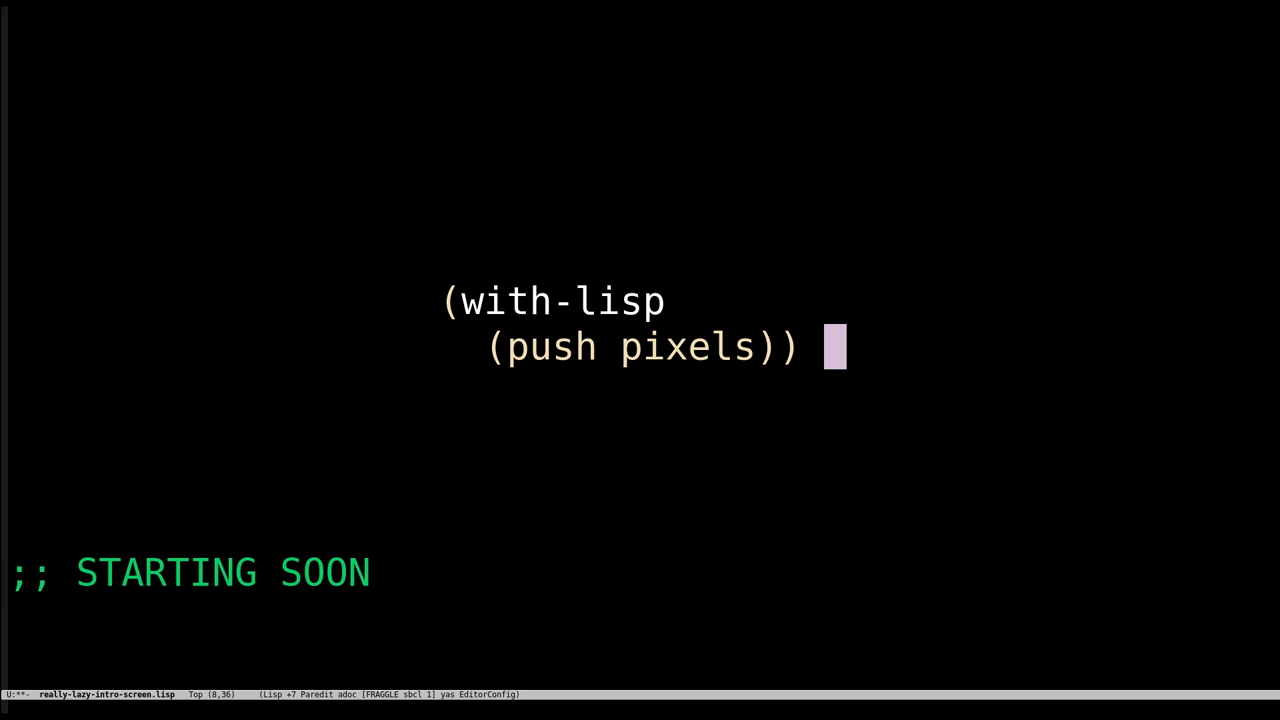 (with-lisp
(push pixels))
;; STARTING SOON
U:**- really-lazy-intro-screen.lisp Top (8,36) (Lisp +7 Paredit adoc [FRAGGLE sbcl 1] yas EditorConfig)